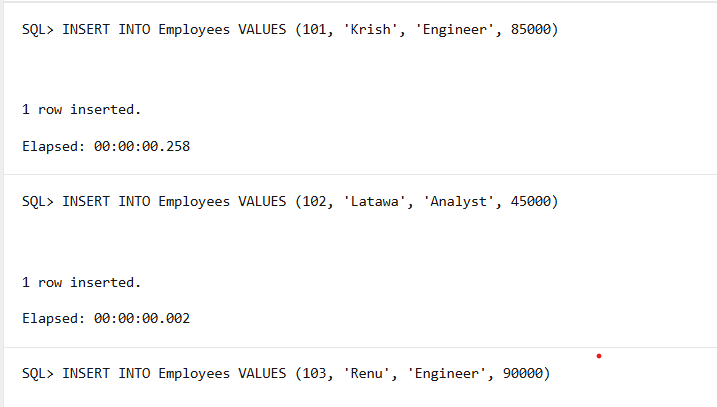 SQL> INSERT INTO Employees VALUES (101, 'Krish', 'Engineer', 85000)
1 row inserted.
Elapsed: 00:00:00.258
SQL> INSERT INTO Employees VALUES (102, 'Latawa', 'Analyst', 45000)
1 row inserted.
Elapsed: 00:00:00.002
SQL> INSERT INTO Employees VALUES (103, 'Renu', 'Engineer', 90000)